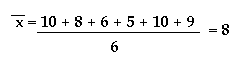 x̄ = 10 + 8 + 6 + 5 + 10 + 9 = 8
6